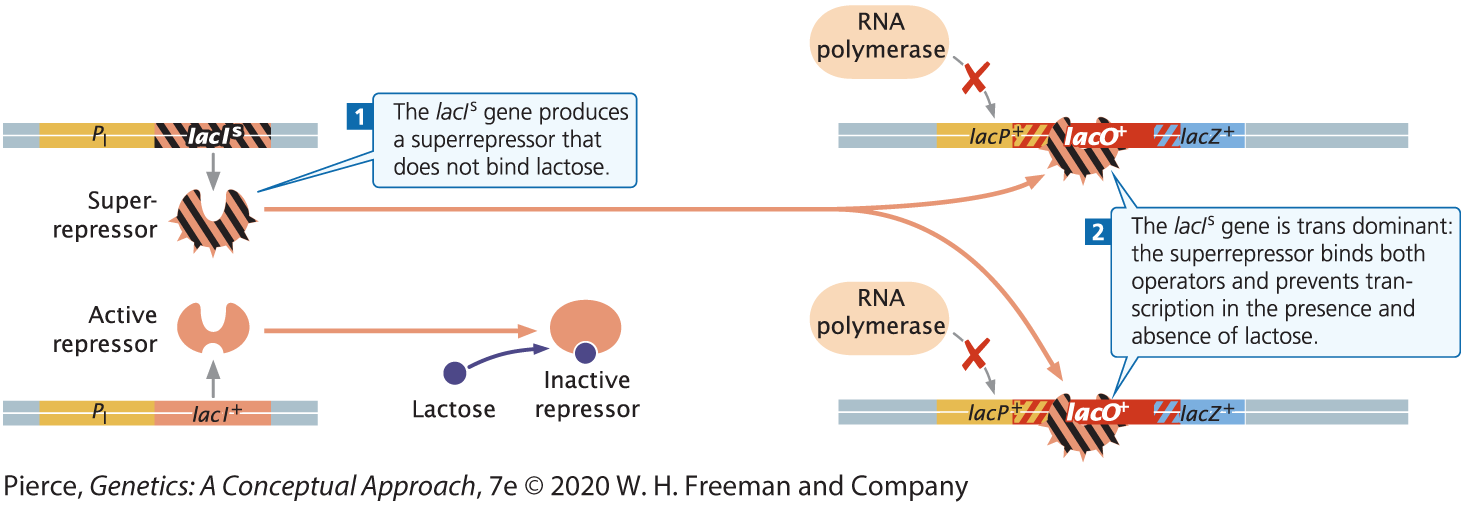 RNA
polymerase
P_I
lacI^s
1
The lacI^s gene produces
a superrepressor that
does not bind lactose.
lacP^+
lacO^+
lacZ^+
Super-
repressor
2
The lacI^s gene is trans dominant:
the superrepressor binds both
operators and prevents tran-
scription in the presence and
absence of lactose.
Active
repressor
RNA
polymerase
Lactose
Inactive
repressor
P_I
lacI^+
lacP^+
lacO^+
lacZ^+
Pierce, Genetics: A Conceptual Approach, 7e © 2020 W. H. Freeman and Company